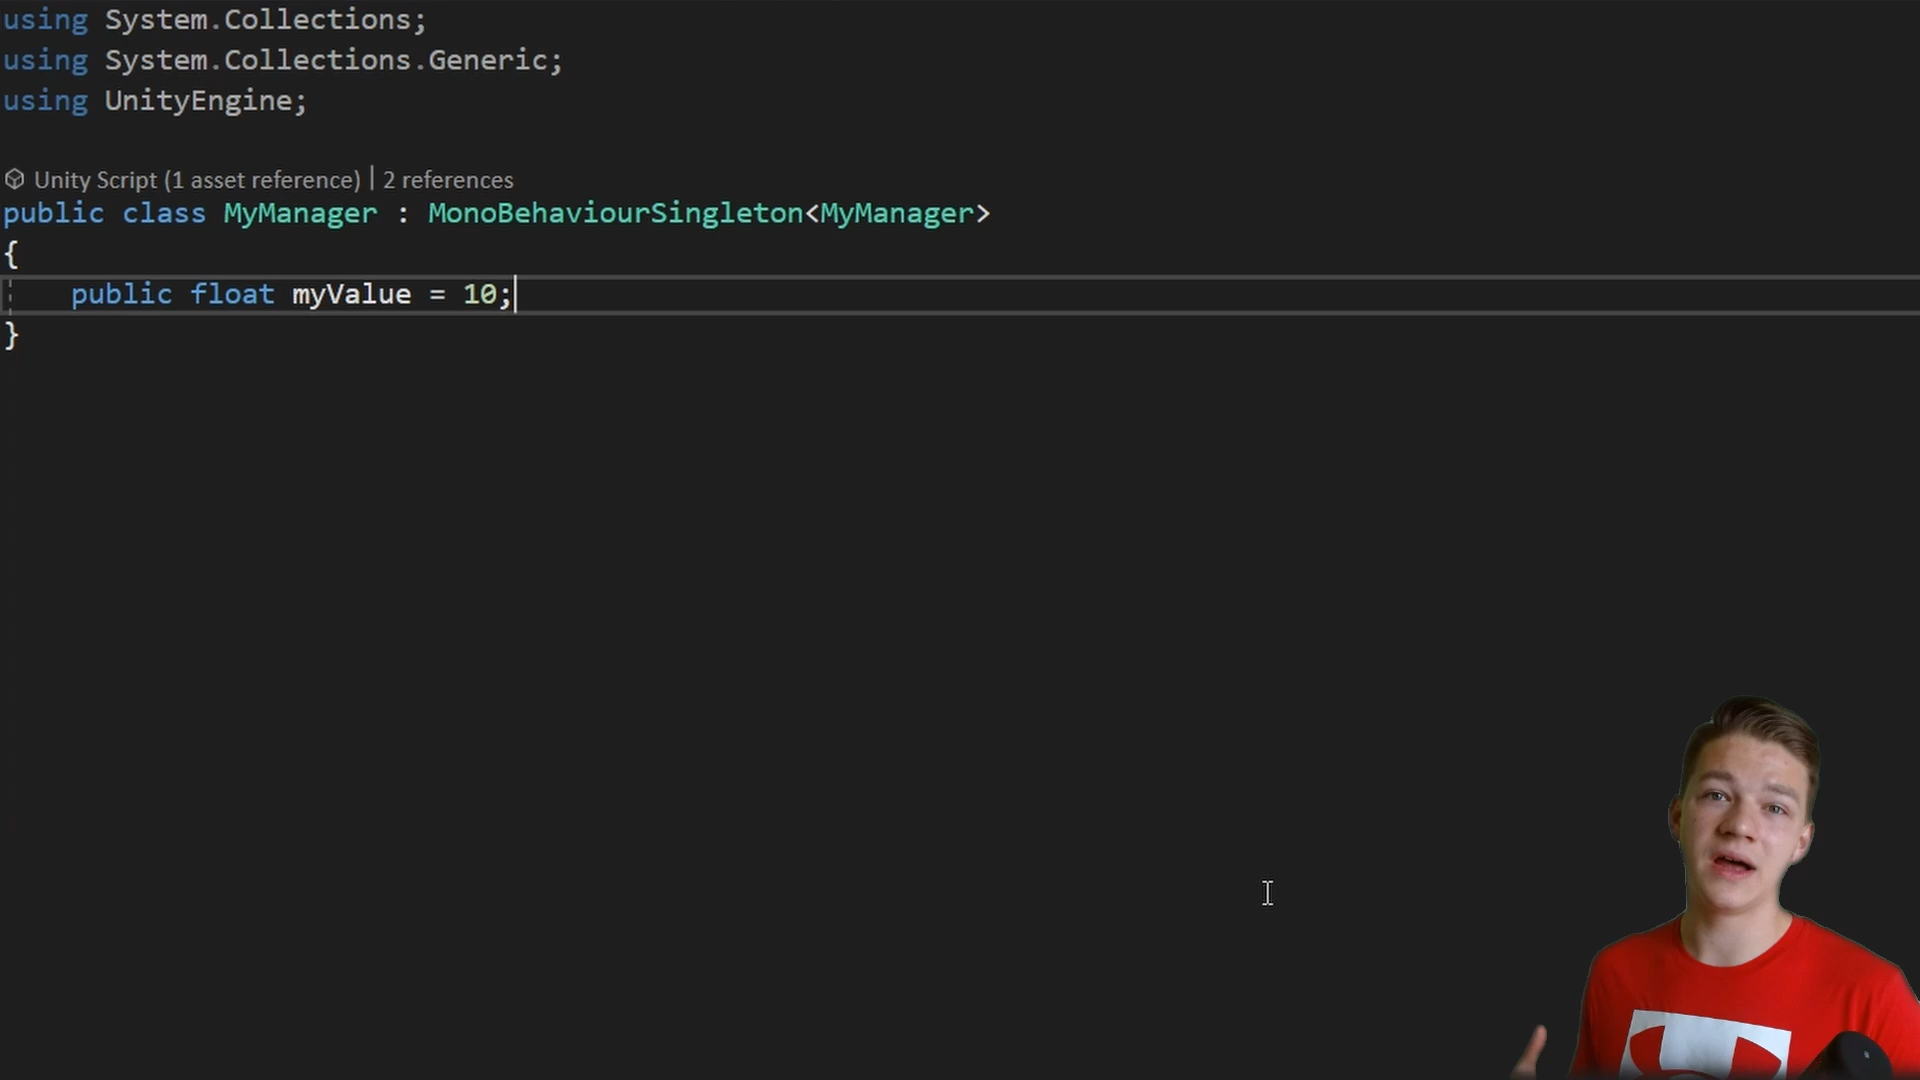 using System.Collections;
using System.Collections.Generic;
using UnityEngine;
Unity Script (1 asset reference) | 2 references
public class MyManager : MonoBehaviourSingleton<MyManager>
{
public float myValue = 10;
}